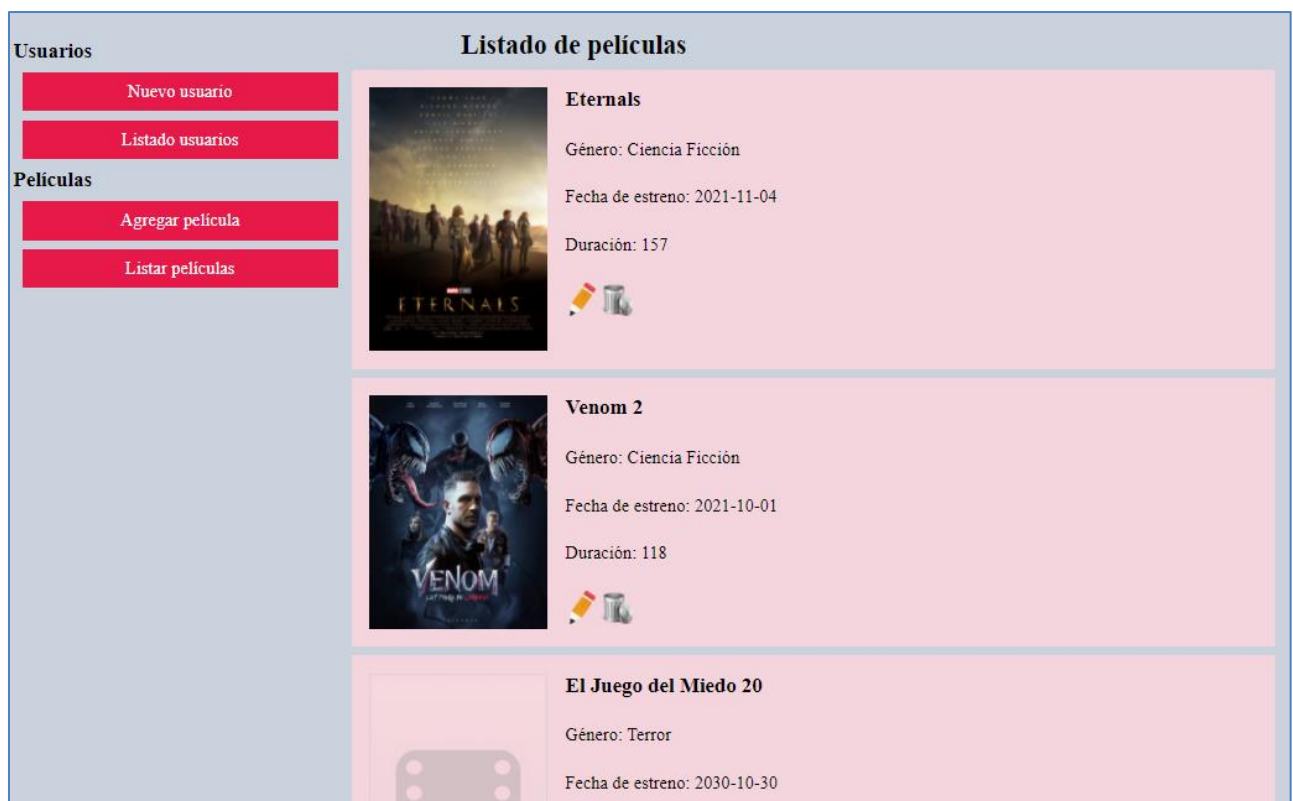 Usuarios
Nuevo usuario
Listado usuarios
Películas
Agregar película
Listar películas
Listado de películas
ETERNALS
Eternals
Género: Ciencia Ficción
Fecha de estreno: 2021-11-04
Duración: 157
VENOM
Venom 2
Género: Ciencia Ficción
Fecha de estreno: 2021-10-01
Duración: 118
El Juego del Miedo 20
Género: Terror
Fecha de estreno: 2030-10-30